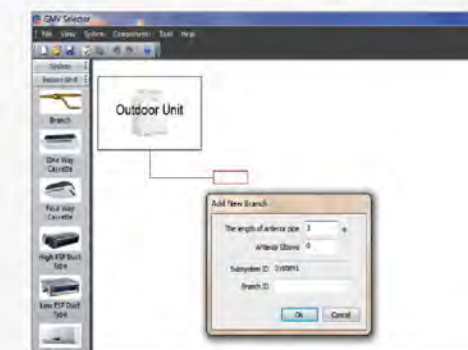 GMV Selector
File View System Components Tool Help
System
Indoor Unit
Branch
One Way
Cassette
Four Way
Cassette
High ESP Duct
Type
Low ESP Duct
Type
Outdoor Unit
Add New Branch
The length of anterior pipe
Anterior Elbows 0
Subsystem ID System1
Branch ID
Ok Cancel